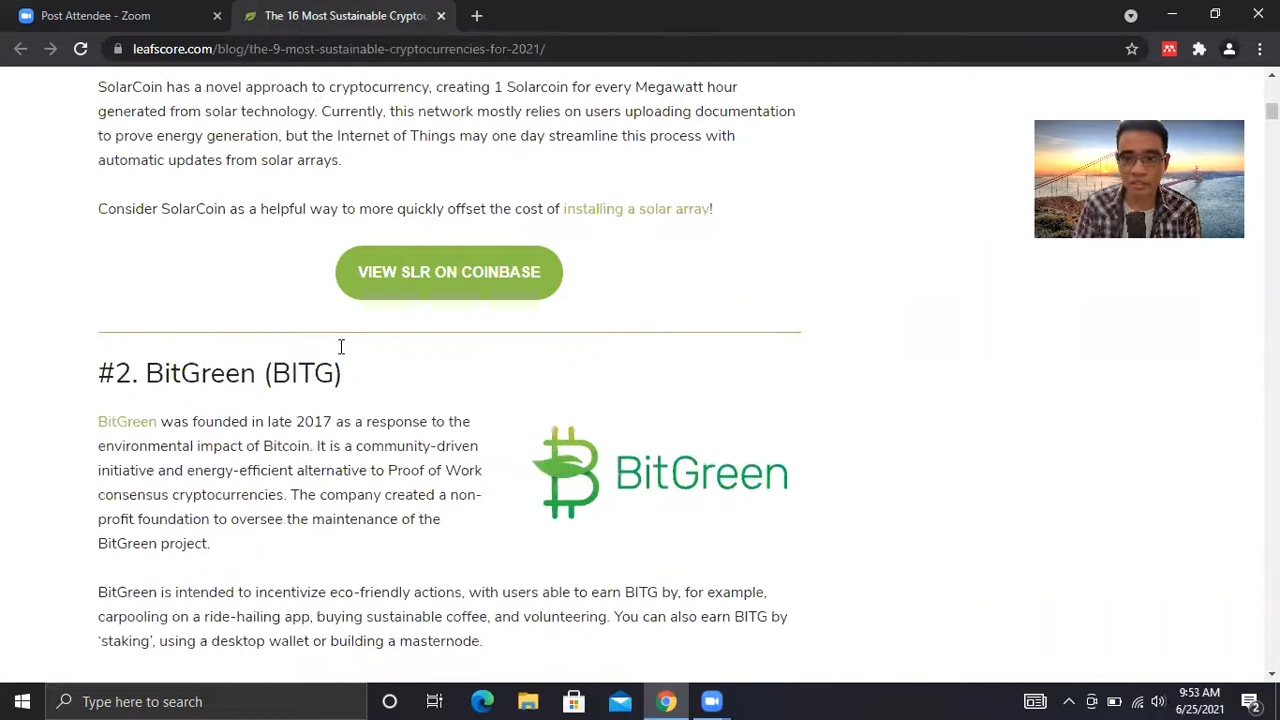 Post Attendee - Zoom
The 16 Most Sustainable Crypto
leafscore.com/blog/the-9-most-sustainable-cryptocurrencies-for-2021/
SolarCoin has a novel approach to cryptocurrency, creating 1 Solarcoin for every Megawatt hour
generated from solar technology. Currently, this network mostly relies on users uploading documentation
to prove energy generation, but the Internet of Things may one day streamline this process with
automatic updates from solar arrays.
Consider SolarCoin as a helpful way to more quickly offset the cost of installing a solar array!
VIEW SLR ON COINBASE
#2. BitGreen (BITG)
BitGreen was founded in late 2017 as a response to the
environmental impact of Bitcoin. It is a community-driven
initiative and energy-efficient alternative to Proof of Work
consensus cryptocurrencies. The company created a non-
profit foundation to oversee the maintenance of the
BitGreen project.
BitGreen
BitGreen is intended to incentivize eco-friendly actions, with users able to earn BITG by, for example,
carpooling on a ride-hailing app, buying sustainable coffee, and volunteering. You can also earn BITG by
‘staking’, using a desktop wallet or building a masternode.
Type here to search
9:53 AM
6/25/2021
2